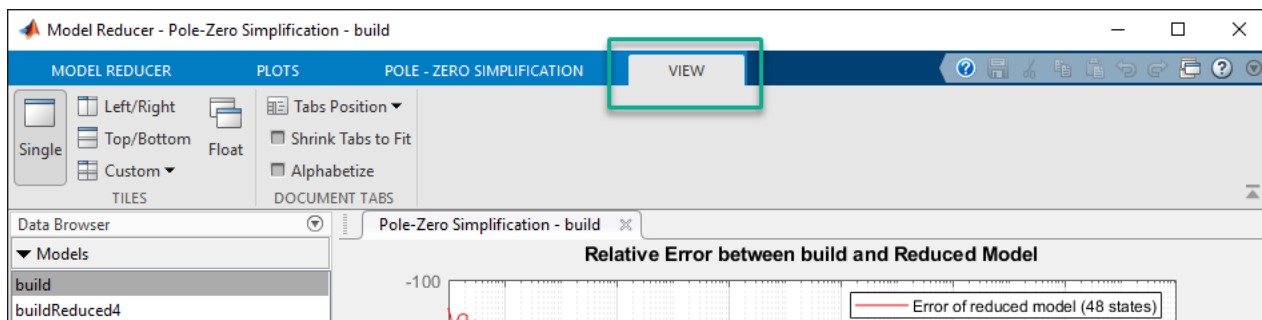 Model Reducer - Pole-Zero Simplification - build
MODEL REDUCER PLOTS POLE - ZERO SIMPLIFICATION VIEW
Single
Left/Right
Top/Bottom
Custom
Float
TILES
Tabs Position
Shrink Tabs to Fit
Alphabetize
DOCUMENT TABS
Data Browser
Models
build
buildReduced4
Pole-Zero Simplification - build
Relative Error between build and Reduced Model
-100
Error of reduced model (48 states)